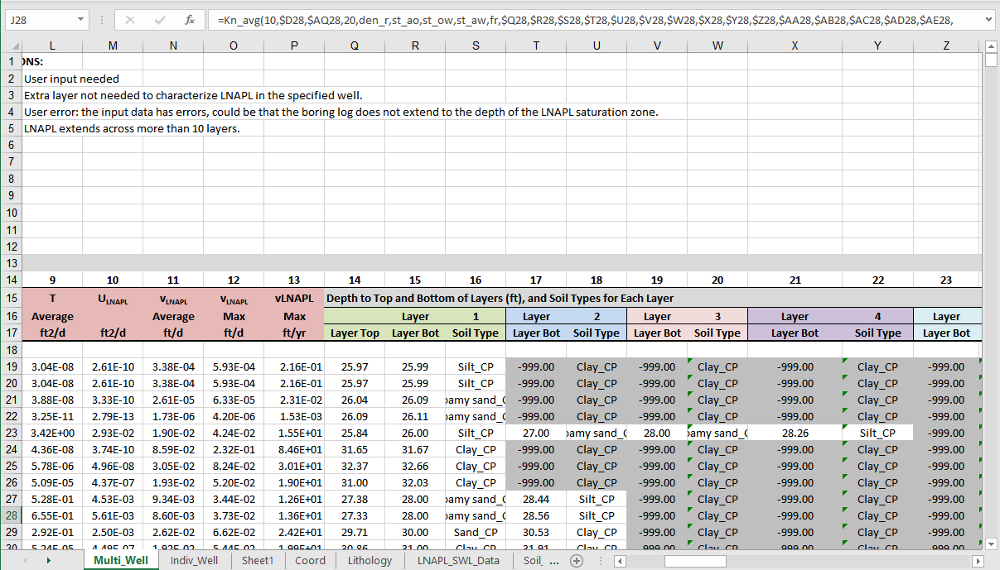 J28 fx =Kn_avg(10,$D28,$AQ28,20,den_r,st_ao,st_ow,st_aw,fr,$Q28,$R28,$S28,$T28,$U28,$V28,$W28,$X28,$Y28,$Z28,$AA28,$AB28,$AC28,$AD28,$AE28,
L M N O P Q R S T U V W X Y Z
1 ONS:
2 User input needed
3 Extra layer not needed to characterize LNAPL in the specified well.
4 User error: the input data has errors, could be that the boring log does not extend to the depth of the LNAPL saturation zone.
5 LNAPL extends across more than 10 layers.
6
7
8
9
10
11
12
13
14 9 10 11 12 13 14 15 16 17 18 19 20 21 22 23
15 T ULNAPL vLNAPL vLNAPL vLNAPL Depth to Top and Bottom of Layers (ft), and Soil Types for Each Layer
16 Average Average Max Max Layer 1 Layer 2 Layer 3 Layer 4 Layer
17 ft2/d ft2/d ft/d ft/d ft/yr Layer Top Layer Bot Soil Type Layer Bot Soil Type Layer Bot Soil Type Layer Bot Soil Type Layer Bot
18
19 3.04E-08 2.61E-10 3.38E-04 5.93E-04 2.16E-01 25.97 25.99 Silt_CP -999.00 Clay_CP -999.00 Clay_CP -999.00 Clay_CP -999.00
20 3.04E-08 2.61E-10 3.38E-04 5.93E-04 2.16E-01 25.97 25.99 Silt_CP -999.00 Clay_CP -999.00 Clay_CP -999.00 Clay_CP -999.00
21 3.88E-08 3.33E-10 2.61E-05 6.33E-05 2.31E-02 26.04 26.09 oamy sand_C -999.00 Clay_CP -999.00 Clay_CP -999.00 Clay_CP -999.00
22 3.25E-11 2.79E-13 1.73E-06 4.20E-06 1.53E-03 26.09 26.11 oamy sand_C -999.00 Clay_CP -999.00 Clay_CP -999.00 Clay_CP -999.00
23 3.42E+00 2.93E-02 1.90E-02 4.24E-02 1.55E+01 25.84 26.00 Silt_CP 27.00 oamy sand_C 28.00 oamy sand_C 28.26 Silt_CP -999.00
24 4.36E-08 3.74E-10 8.59E-02 2.32E-01 8.46E+01 31.65 31.67 Clay_CP -999.00 Clay_CP -999.00 Clay_CP -999.00 Clay_CP -999.00
25 5.78E-06 4.96E-08 3.05E-02 8.24E-02 3.01E+01 32.37 32.66 Clay_CP -999.00 Clay_CP -999.00 Clay_CP -999.00 Clay_CP -999.00
26 5.09E-05 4.37E-07 1.93E-02 5.20E-02 1.90E+01 31.00 32.03 Clay_CP -999.00 Clay_CP -999.00 Clay_CP -999.00 Clay_CP -999.00
27 5.28E-01 4.53E-03 9.34E-03 3.44E-02 1.26E+01 27.38 28.00 oamy sand_C 28.44 Silt_CP -999.00 Clay_CP -999.00 Clay_CP -999.00
28 6.55E-01 5.61E-03 8.60E-03 3.73E-02 1.36E+01 27.33 28.00 oamy sand_C 28.56 Silt_CP -999.00 Clay_CP -999.00 Clay_CP -999.00
29 2.92E-01 2.50E-03 2.62E-02 6.62E-02 2.42E+01 29.71 30.00 Sand_CP 30.53 Clay_CP -999.00 Clay_CP -999.00 Clay_CP -999.00
30 5.24E-05 4.49E-07 1.92E-02 5.44E-02 1.99E+01 30.86 31.00 Clay_CP 31.91 Clay_CP -999.00 Clay_CP -999.00 Clay_CP -999.00
Multi_Well Indiv_Well Sheet1 Coord Lithology LNAPL_SWL_Data Soil_ ...